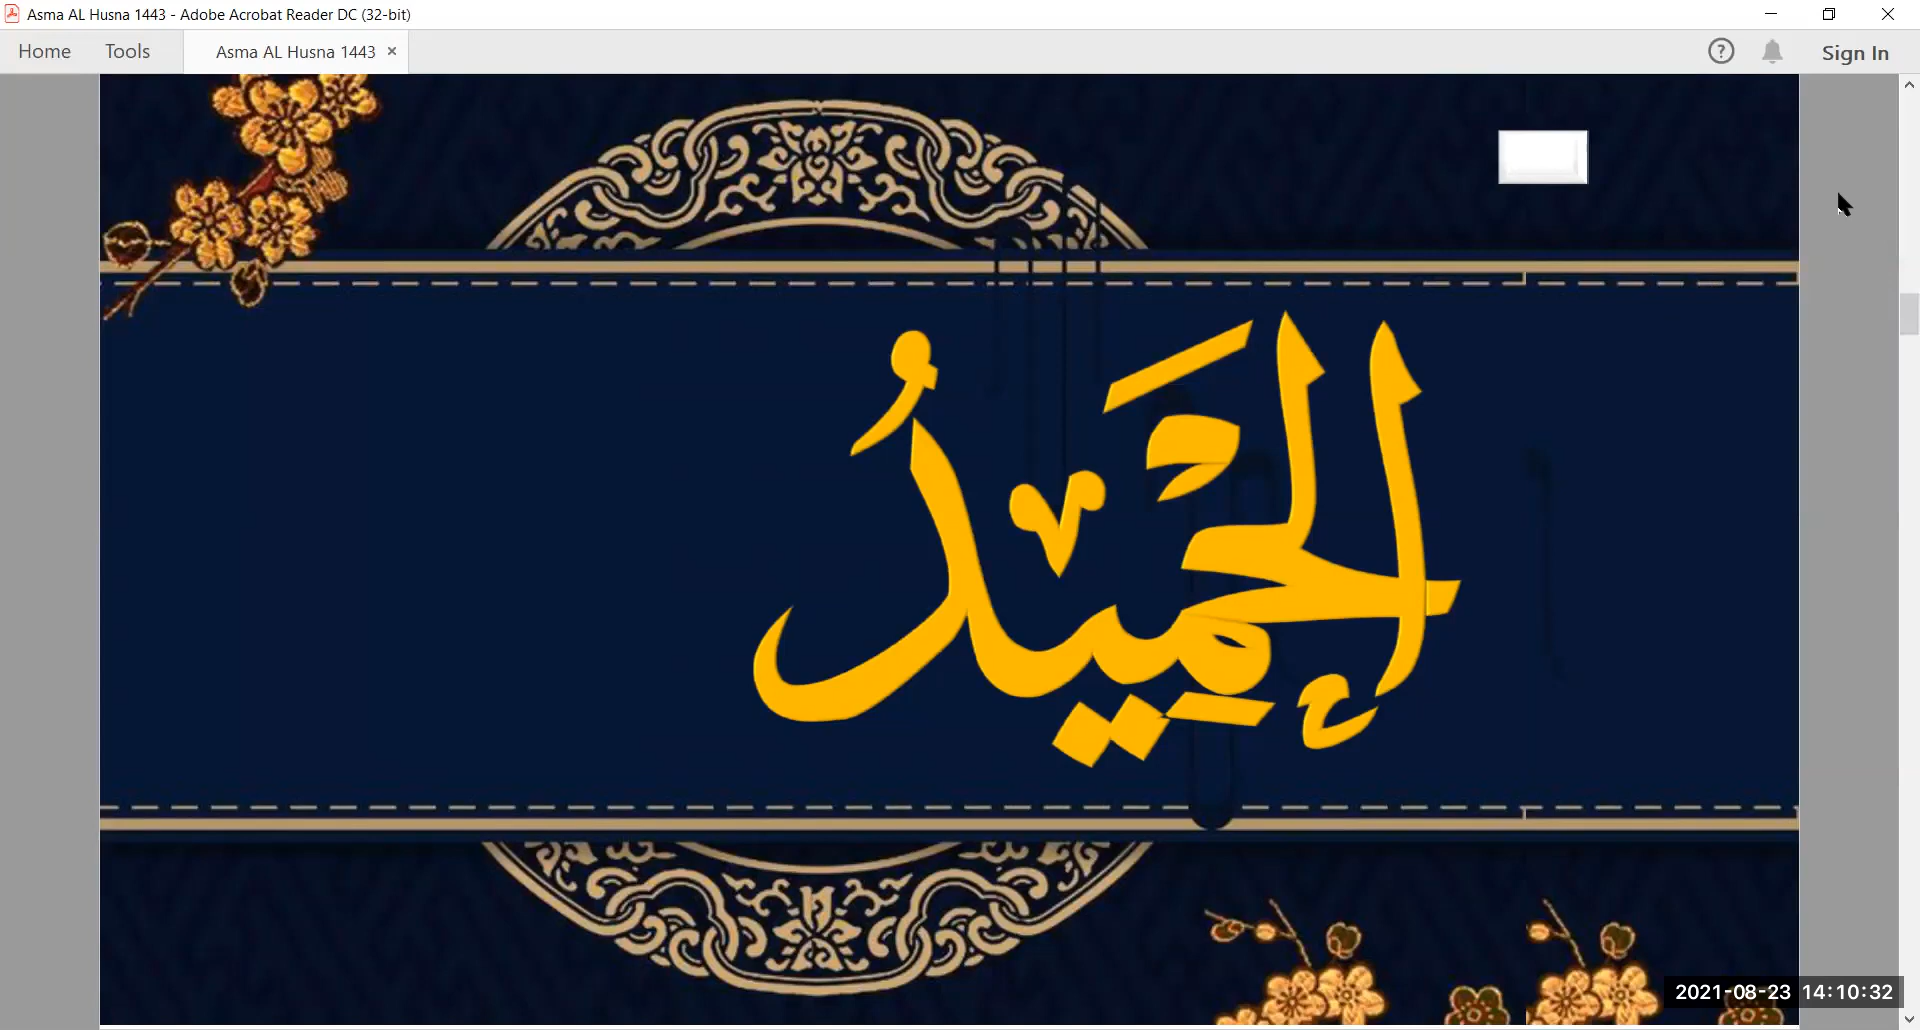 Asma AL Husna 1443 - Adobe Acrobat Reader DC (32-bit)
Home Tools Asma AL Husna 1443 × ? Sign In
الحَمِيدُ
2021-08-23 14:10:32